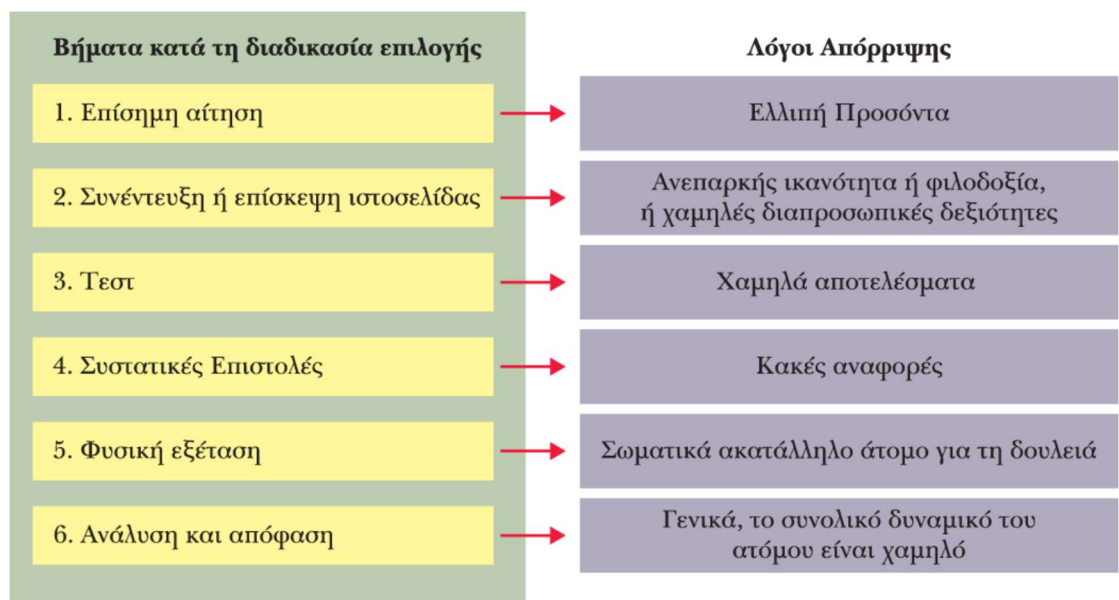 Βήματα κατά τη διαδικασία επιλογής
Λόγοι Απόρριψης
1. Επίσημη αίτηση
Ελλιπή Προσόντα
2. Συνέντευξη ή επίσκεψη ιστοσελίδας
Ανεπαρκής ικανότητα ή φιλοδοξία,
ή χαμηλές διαπροσωπικές δεξιότητες
3. Τεστ
Χαμηλά αποτελέσματα
4. Συστατικές Επιστολές
Κακές αναφορές
5. Φυσική εξέταση
Σωματικά ακατάλληλο άτομο για τη δουλειά
6. Ανάλυση και απόφαση
Γενικά, το συνολικό δυναμικό του
ατόμου είναι χαμηλό